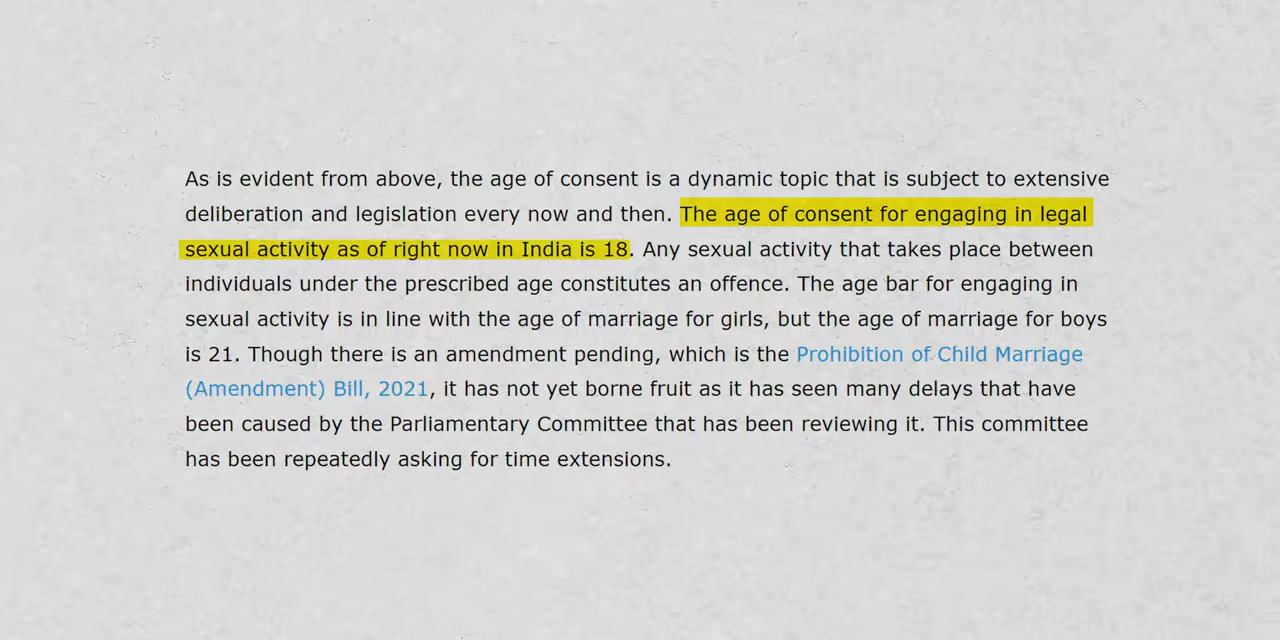 As is evident from above, the age of consent is a dynamic topic that is subject to extensive
deliberation and legislation every now and then. The age of consent for engaging in legal
sexual activity as of right now in India is 18. Any sexual activity that takes place between
individuals under the prescribed age constitutes an offence. The age bar for engaging in
sexual activity is in line with the age of marriage for girls, but the age of marriage for boys
is 21. Though there is an amendment pending, which is the Prohibition of Child Marriage
(Amendment) Bill, 2021, it has not yet borne fruit as it has seen many delays that have
been caused by the Parliamentary Committee that has been reviewing it. This committee
has been repeatedly asking for time extensions.